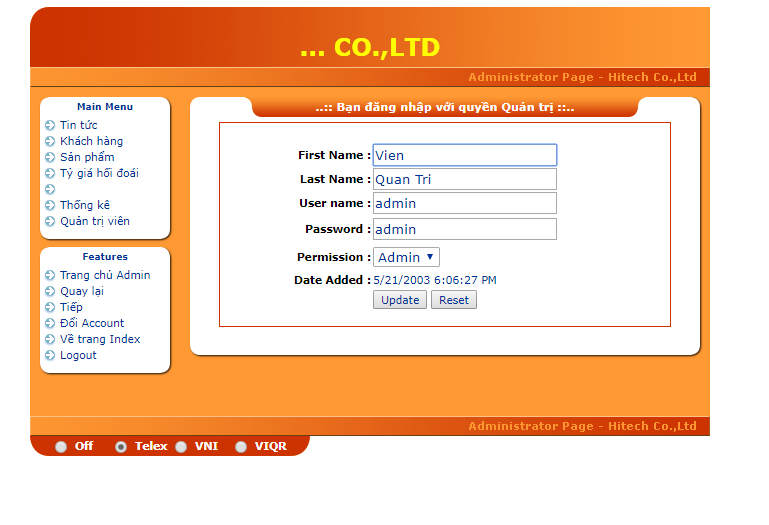 ... CO.,LTD
Administrator Page - Hitech Co.,Ltd
Main Menu
Tin tức
Khách hàng
Sản phẩm
Tỷ giá hối đoái
Thống kê
Quản trị viên
Features
Trang chủ Admin
Quay lại
Tiếp
Đổi Account
Về trang Index
Logout
..:: Bạn đăng nhập với quyền Quản trị ::..
First Name : Vien
Last Name : Quan Tri
User name : admin
Password : admin
Permission : Admin
Date Added : 5/21/2003 6:06:27 PM
Update Reset
Administrator Page - Hitech Co.,Ltd
Off Telex VNI VIQR